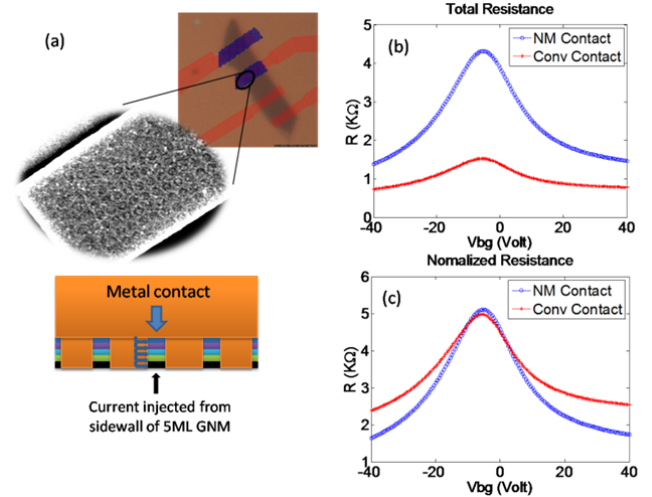 (a)
Metal contact
Current injected from
sidewall of 5ML GNM
Total Resistance
(b)
NM Contact
Conv Contact
R (KΩ)
5
4
3
2
1
0
-40
-20
0
20
40
Vbg (Volt)
Nomalized Resistance
(c)
NM Contact
Conv Contact
R (KΩ)
6
5
4
3
2
1
-40
-20
0
20
40
Vbg (Volt)